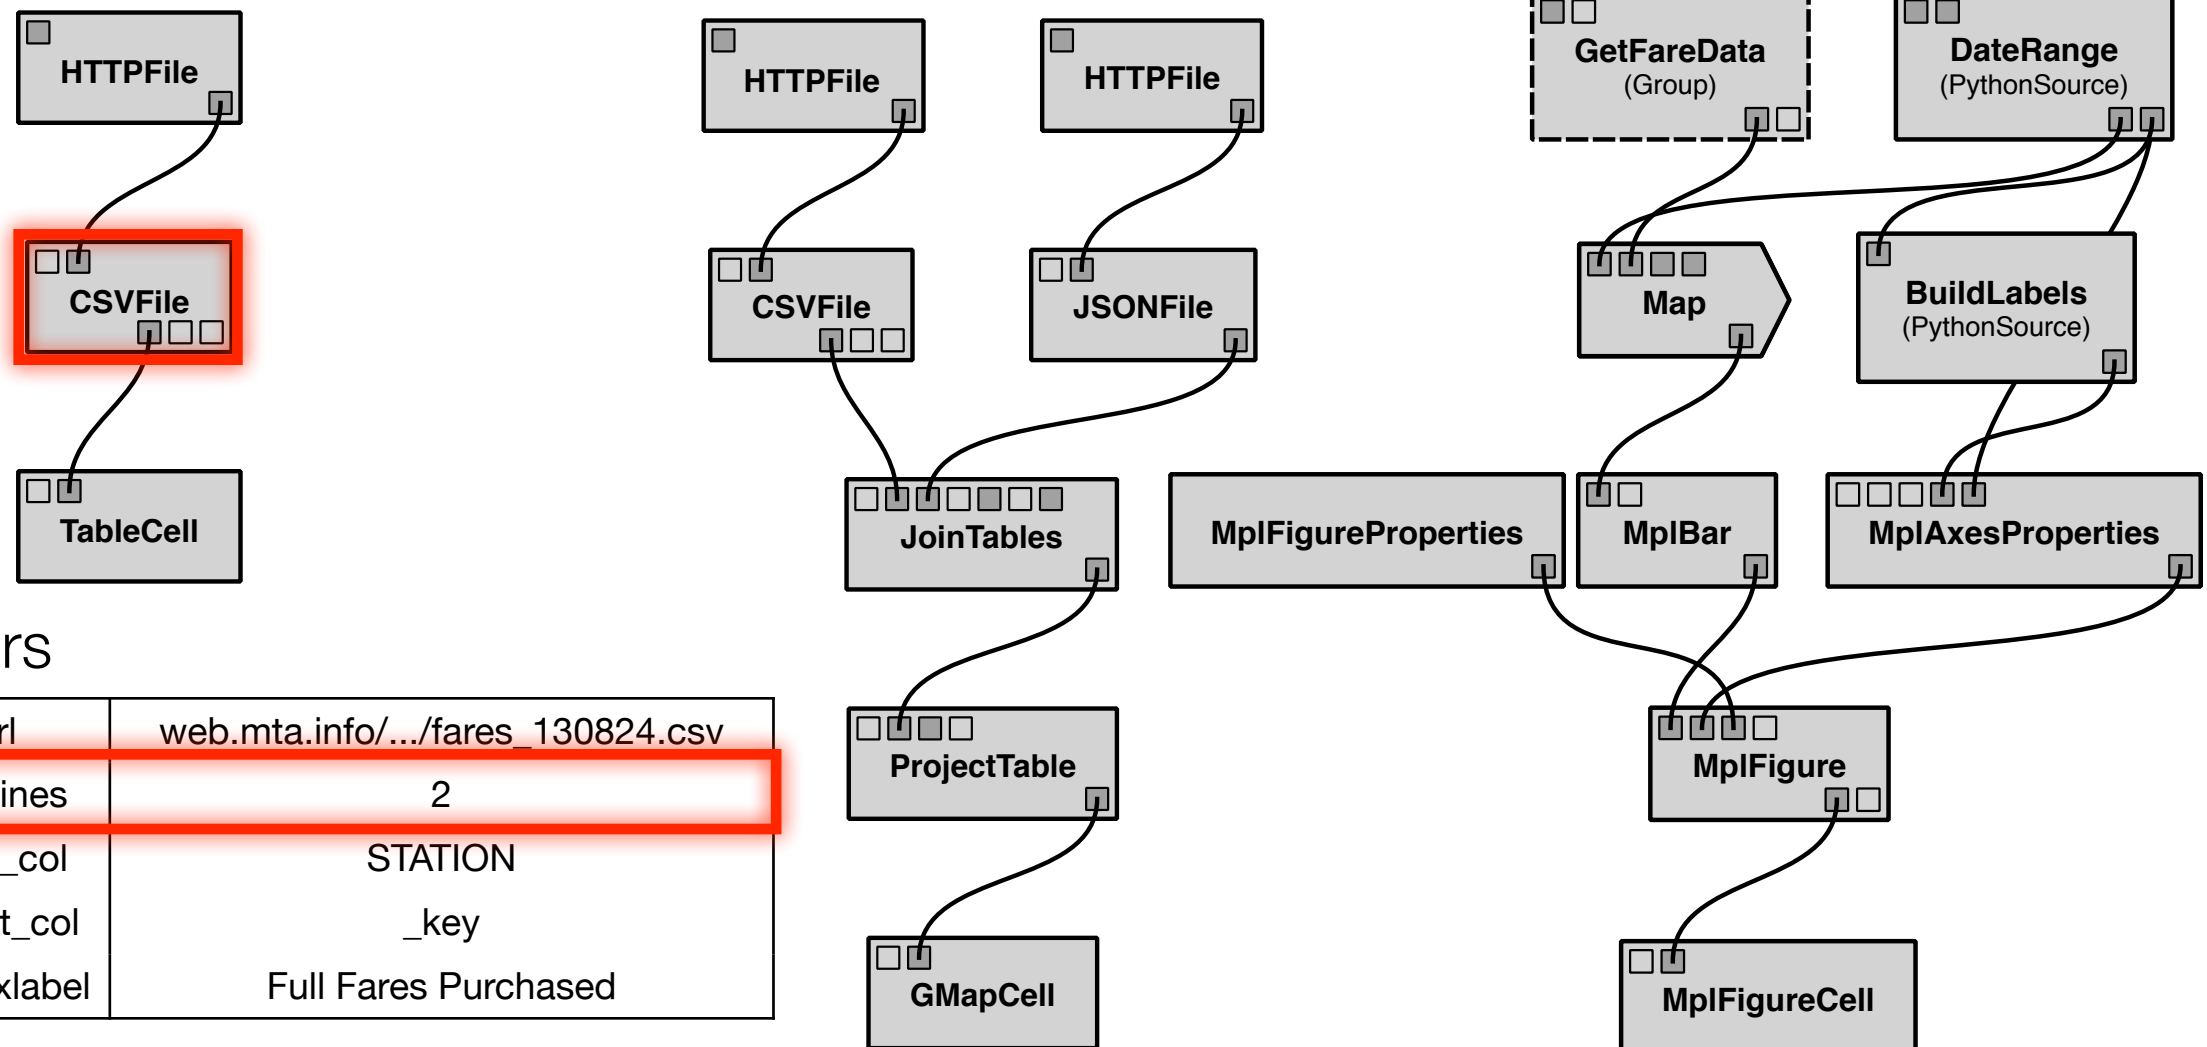 HTTPFile
CSVFile
TableCell
HTTPFile
HTTPFile
CSVFile
JSONFile
JoinTables
ProjectTable
GMapCell
GetFareData
(Group)
DateRange
(PythonSource)
Map
BuildLabels
(PythonSource)
MplFigureProperties
MplBar
MplAxesProperties
MplFigure
MplFigureCell
rs
rl web.mta.info/.../fares_130824.csv
ines 2
_col STATION
t_col _key
xlabel Full Fares Purchased